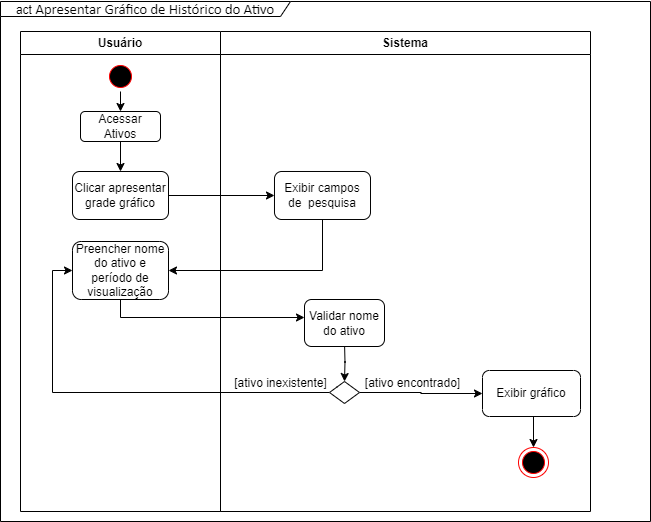 act Apresentar Gráfico de Histórico do Ativo
Usuário
Sistema
Acessar
Ativos
Clicar apresentar
grade gráfico
Exibir campos
de pesquisa
Preencher nome
do ativo e
período de
visualização
Validar nome
do ativo
[ativo inexistente]
[ativo encontrado]
Exibir gráfico